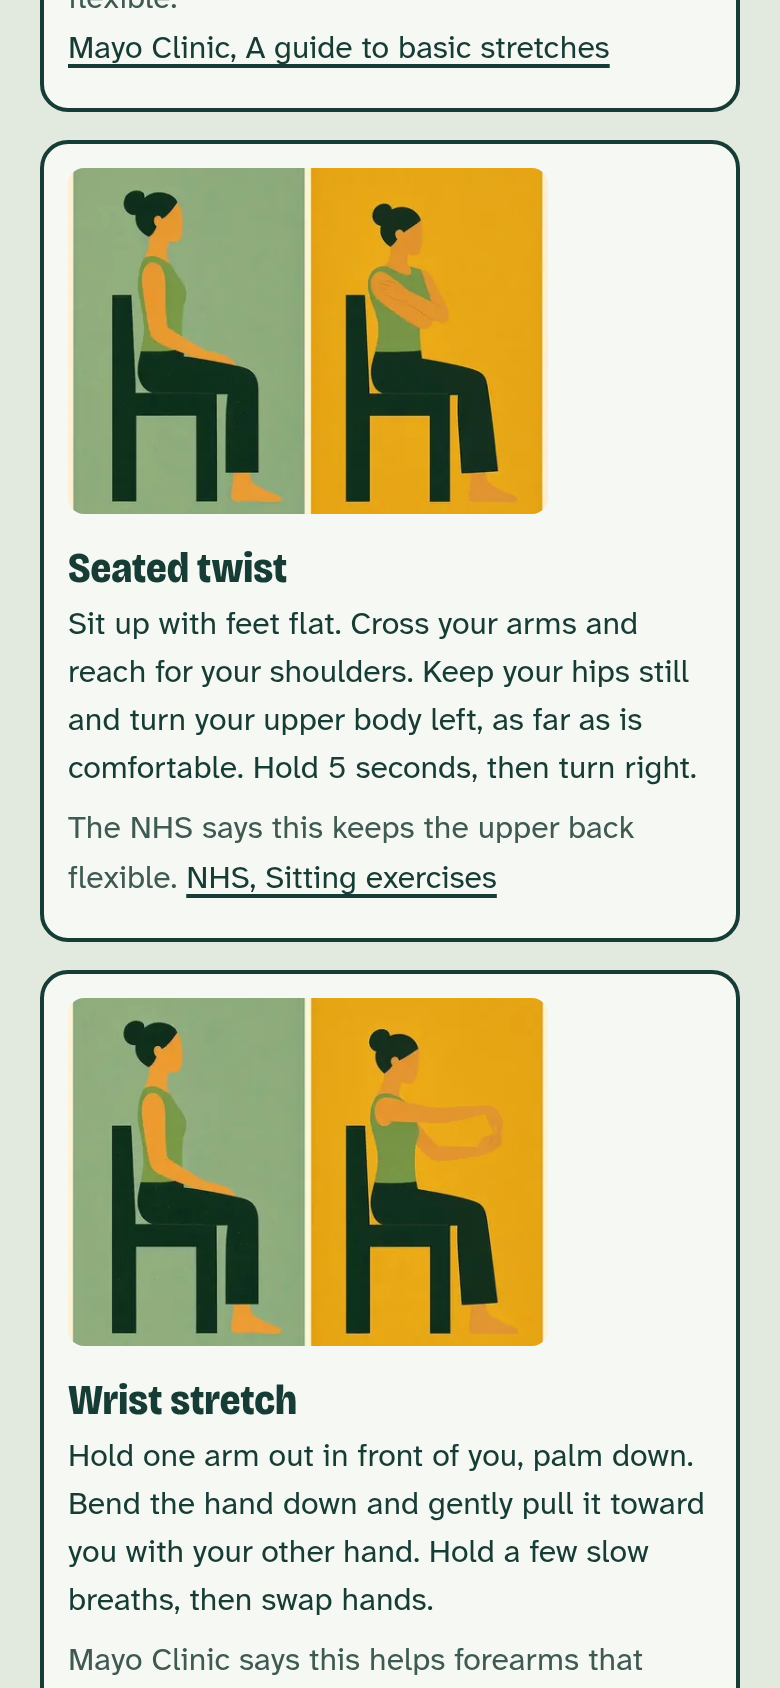 flexible.
Mayo Clinic, A guide to basic stretches
Seated twist
Sit up with feet flat. Cross your arms and
reach for your shoulders. Keep your hips still
and turn your upper body left, as far as is
comfortable. Hold 5 seconds, then turn right.
The NHS says this keeps the upper back
flexible. NHS, Sitting exercises
Wrist stretch
Hold one arm out in front of you, palm down.
Bend the hand down and gently pull it toward
you with your other hand. Hold a few slow
breaths, then swap hands.
Mayo Clinic says this helps forearms that